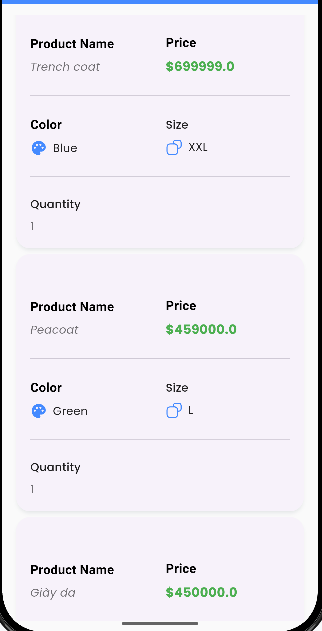 Product Name Price
Trench coat $699999.0
Color Size
Blue XXL
Quantity
1
Product Name Price
Peacoat $459000.0
Color Size
Green L
Quantity
1
Product Name Price
Giày da $450000.0